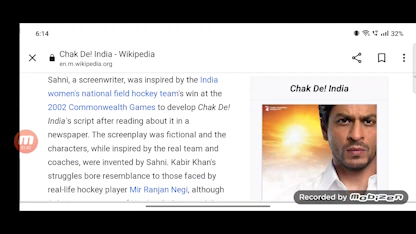 6:14
32%
Chak De! India - Wikipedia
en.m.wikipedia.org
Sahni, a screenwriter, was inspired by the India
women's national field hockey team's win at the
2002 Commonwealth Games to develop Chak De!
India's script after reading about it in a
newspaper. The screenplay was fictional and the
characters, while inspired by the real team and
coaches, were invented by Sahni. Kabir Khan's
struggles bore resemblance to those faced by
real-life hockey player Mir Ranjan Negi, although
Chak De! India
Recorded by mobizen